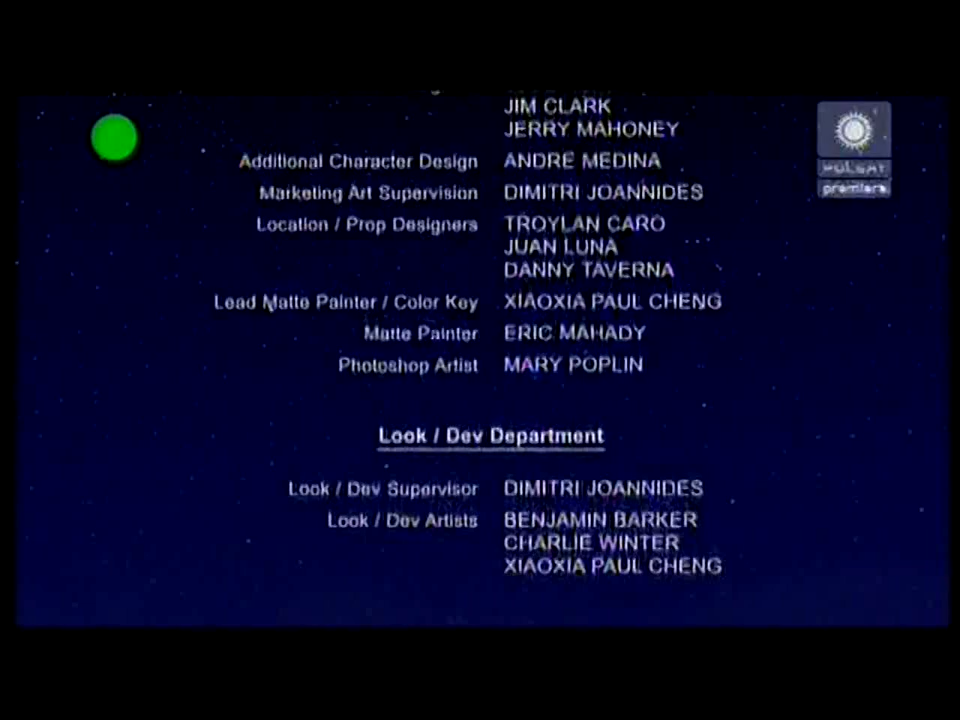 JIM CLARK
JERRY MAHONEY
Additional Character Design ANDRE MEDINA
Marketing Art Supervision DIMITRI JOANNIDES
Location / Prop Designers TROYLAN CARO
JUAN LUNA
DANNY TAVERNA
Lead Matte Painter / Color Key XIAOXIA PAUL CHENG
Matte Painter ERIC MAHADY
Photoshop Artist MARY POPLIN
Look / Dev Department
Look / Dev Supervisor DIMITRI JOANNIDES
Look / Dev Artists BENJAMIN BARKER
CHARLIE WINTER
XIAOXIA PAUL CHENG
POLSAT
premiera